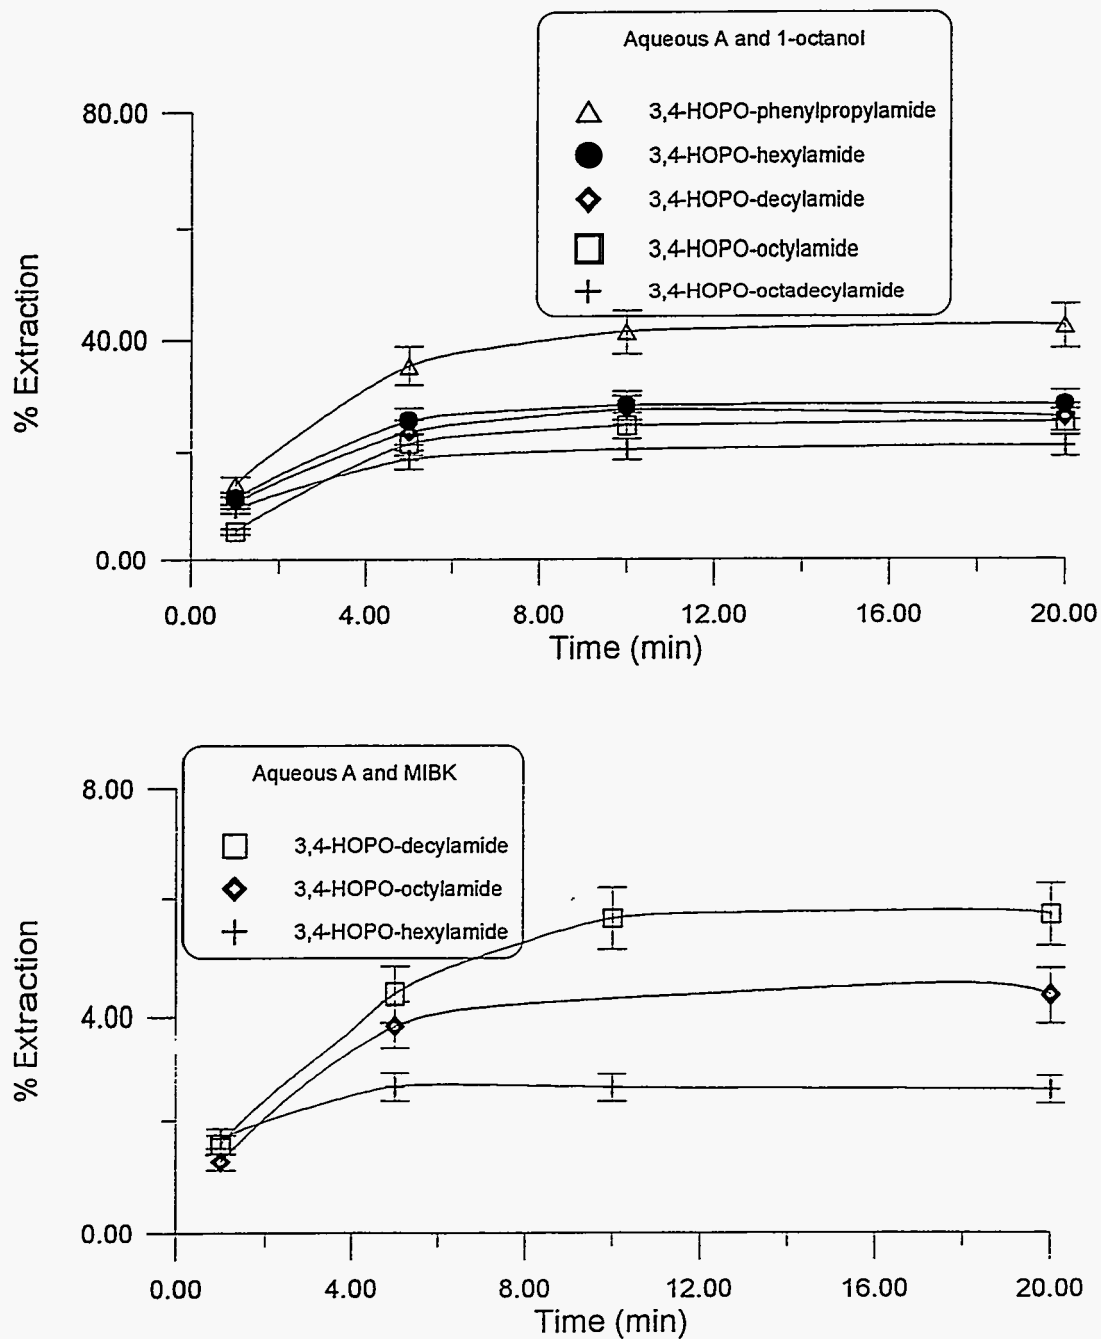 Aqueous A and 1-octanol
3,4-HOPO-phenylpropylamide
3,4-HOPO-hexylamide
3,4-HOPO-decylamide
3,4-HOPO-octylamide
3,4-HOPO-octadecylamide
80.00
40.00
0.00
% Extraction
0.00 4.00 8.00 12.00 16.00 20.00
Time (min)
Aqueous A and MIBK
3,4-HOPO-decylamide
3,4-HOPO-octylamide
3,4-HOPO-hexylamide
8.00
4.00
0.00
% Extraction
0.00 4.00 8.00 12.00 16.00 20.00
Time (min)